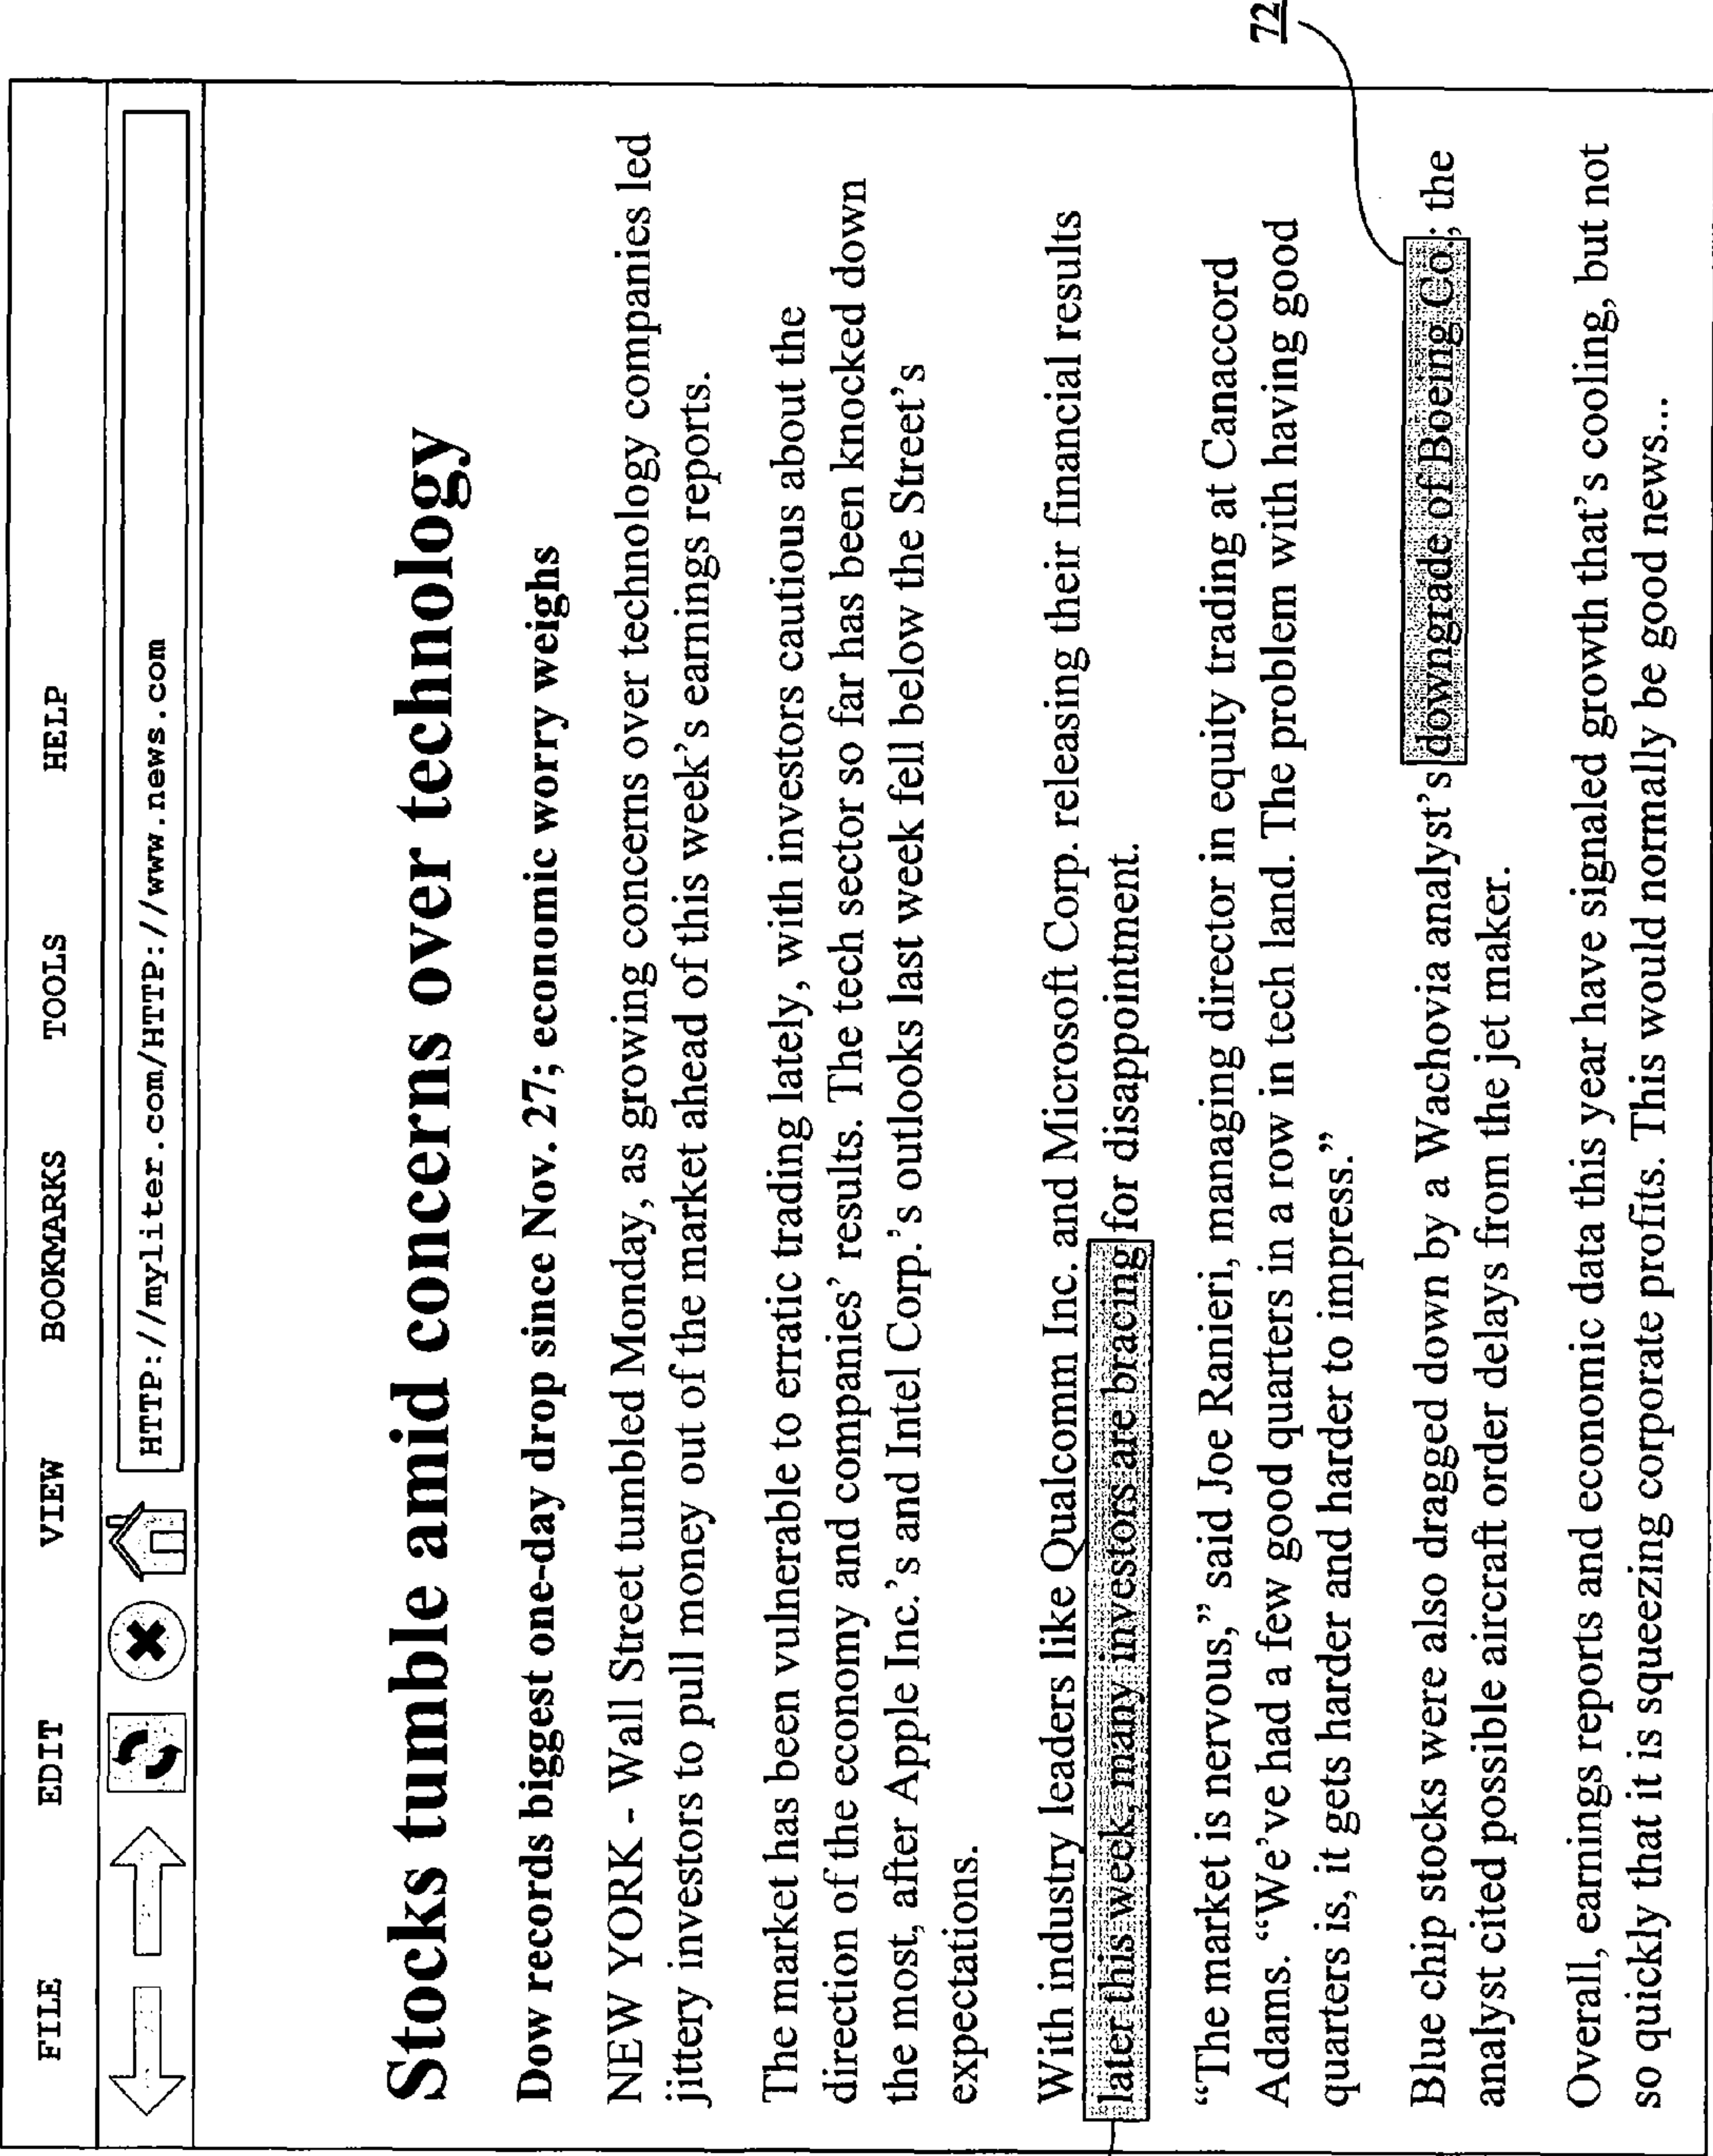 FILE EDIT VIEW BOOKMARKS TOOLS HELP
HTTP://myliter.com/HTTP://www.news.com
Stocks tumble amid concerns over technology
Dow records biggest one-day drop since Nov. 27; economic worry weighs
NEW YORK - Wall Street tumbled Monday, as growing concerns over technology companies led
jittery investors to pull money out of the market ahead of this week's earnings reports.
The market has been vulnerable to erratic trading lately, with investors cautious about the
direction of the economy and companies' results. The tech sector so far has been knocked down
the most, after Apple Inc.'s and Intel Corp.'s outlooks last week fell below the Street's
expectations.
With industry leaders like Qualcomm Inc. and Microsoft Corp. releasing their financial results
later this week, many investors are bracing for disappointment.
“The market is nervous,” said Joe Ranieri, managing director in equity trading at Canaccord
Adams. “We've had a few good quarters in a row in tech land. The problem with having good
quarters is, it gets harder and harder to impress.”
Blue chip stocks were also dragged down by a Wachovia analyst's downgrade of Boeing Co.; the
analyst cited possible aircraft order delays from the jet maker.
Overall, earnings reports and economic data this year have signaled growth that's cooling, but not
so quickly that it is squeezing corporate profits. This would normally be good news...
72